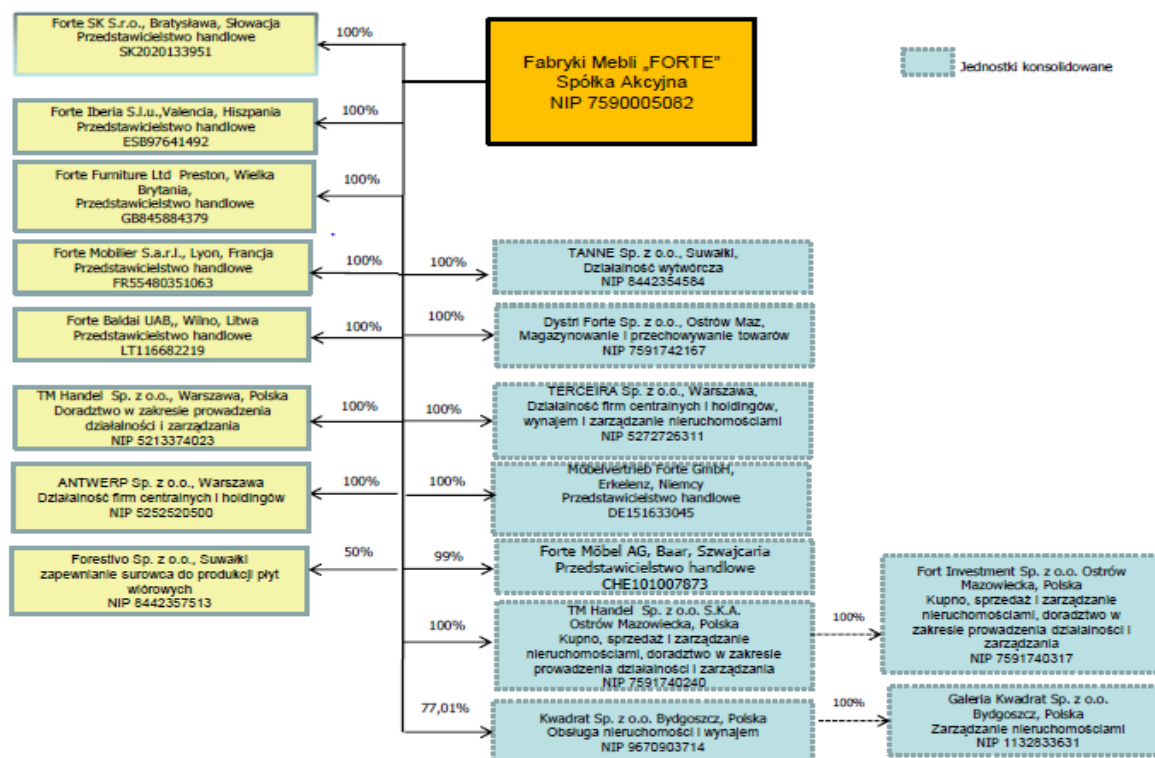 Forte SK S.r.o., Bratysława, Słowacja
Przedstawicielstwo handlowe
SK2020133951
100%
Fabryki Mebli „FORTE"
Spółka Akcyjna
NIP 7590005082
Jednostki konsolidowane
Forte Iberia S.l.u.,Valencia, Hiszpania
Przedstawicielstwo handlowe
ESB97641492
100%
Forte Furniture Ltd Preston, Wielka
Brytania,
Przedstawicielstwo handlowe
GB845884379
100%
Forte Mobilier S.a.r.l., Lyon, Francja
Przedstawicielstwo handlowe
FR55480351063
100%
100%
TANNE Sp. z o.o., Suwałki,
Działalność wytwórcza
NIP 8442354584
Forte Baldai UAB,, Wilno, Litwa
Przedstawicielstwo handlowe
LT116682219
100%
100%
Dystri Forte Sp. z o.o., Ostrów Maz,
Magazynowanie i przechowywanie towarów
NIP 7591742167
TM Handel Sp. z o.o., Warszawa, Polska
Doradztwo w zakresie prowadzenia
działalności i zarządzania
NIP 5213374023
100%
100%
TERCEIRA Sp. z o.o., Warszawa,
Działalność firm centralnych i holdingów,
wynajem i zarządzanie nieruchomościami
NIP 5272726311
ANTWERP Sp. z o.o., Warszawa
Działalność firm centralnych i holdingów
NIP 5252520500
100%
100%
Möbelvertrieb Forte GmbH,
Erkelenz, Niemcy
Przedstawicielstwo handlowe
DE151633045
Forestivo Sp. z o.o., Suwałki
zapewnianie surowca do produkcji płyt
wiórowych
NIP 8442357513
50%
99%
Forte Möbel AG, Baar, Szwajcaria
Przedstawicielstwo handlowe
CHE101007873
100%
TM Handel Sp. z o.o. S.K.A.
Ostrów Mazowiecka, Polska
Kupno, sprzedaż i zarządzanie
nieruchomościami, doradztwo w zakresie
prowadzenia działalności i zarządzania
NIP 7591740240
100%
Fort Investment Sp. z o.o. Ostrów
Mazowiecka, Polska
Kupno, sprzedaż i zarządzanie
nieruchomościami, doradztwo w
zakresie prowadzenia działalności i
zarządzania
NIP 7591740317
77,01%
Kwadrat Sp. z o.o. Bydgoszcz, Polska
Obsługa nieruchomości i wynajem
NIP 9670903714
100%
Galeria Kwadrat Sp. z o.o.
Bydgoszcz, Polska
Zarządzanie nieruchomościami
NIP 1132833631